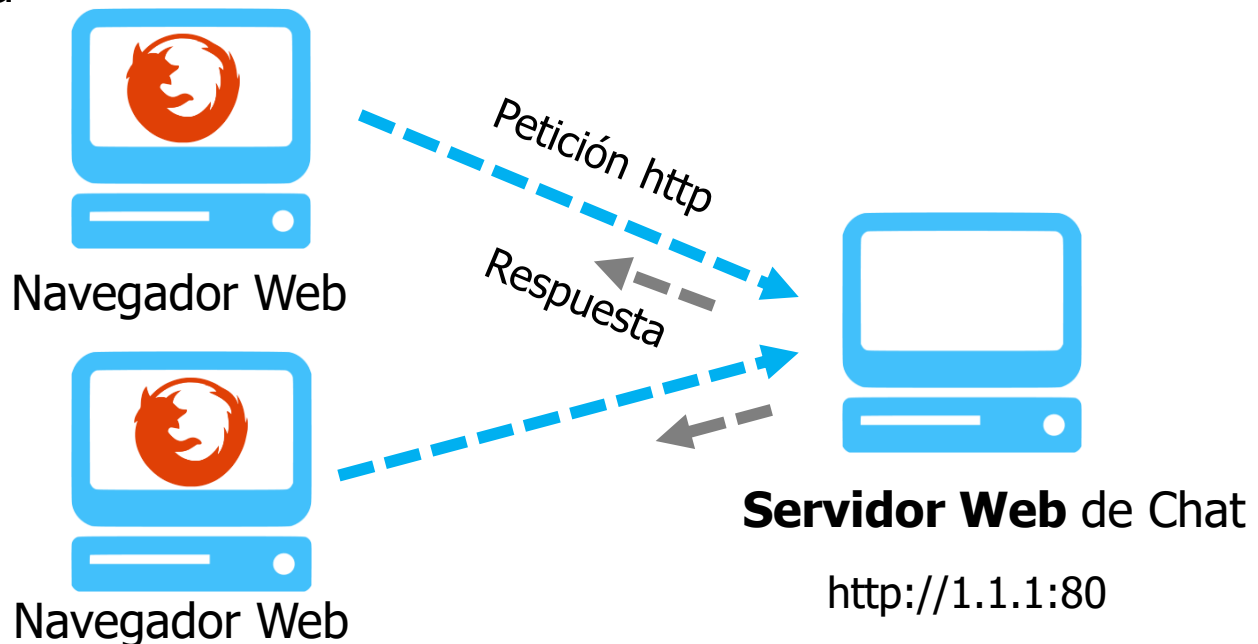 Petición http
Respuesta
Navegador Web
Navegador Web
Servidor Web de Chat
http://1.1.1:80